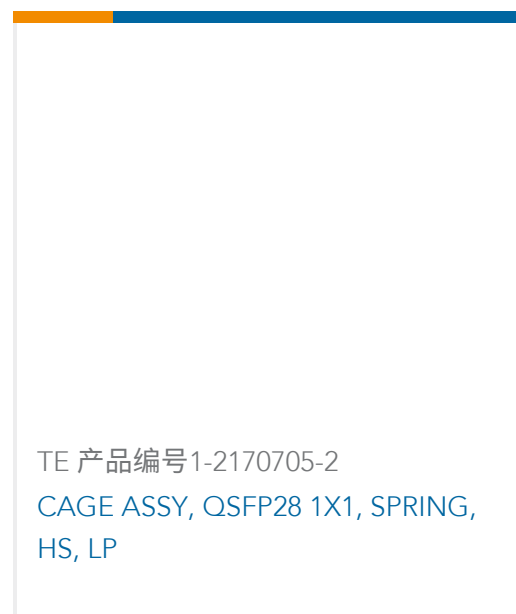 TE 产品编号1-2170705-2
CAGE ASSY, QSFP28 1X1, SPRING,
HS, LP